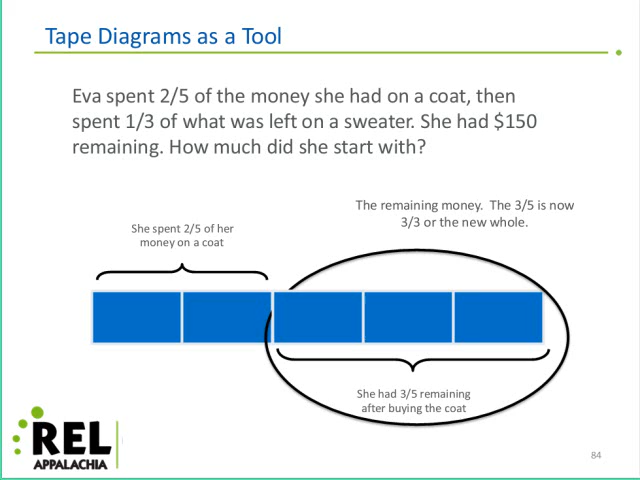 Tape Diagrams as a Tool
Eva spent 2/5 of the money she had on a coat, then
spent 1/3 of what was left on a sweater. She had $150
remaining. How much did she start with?
The remaining money.  The 3/5 is now
3/3 or the new whole.
She spent 2/5 of her
money on a coat
She had 3/5 remaining
after buying the coat
REL
APPALACHIA
84